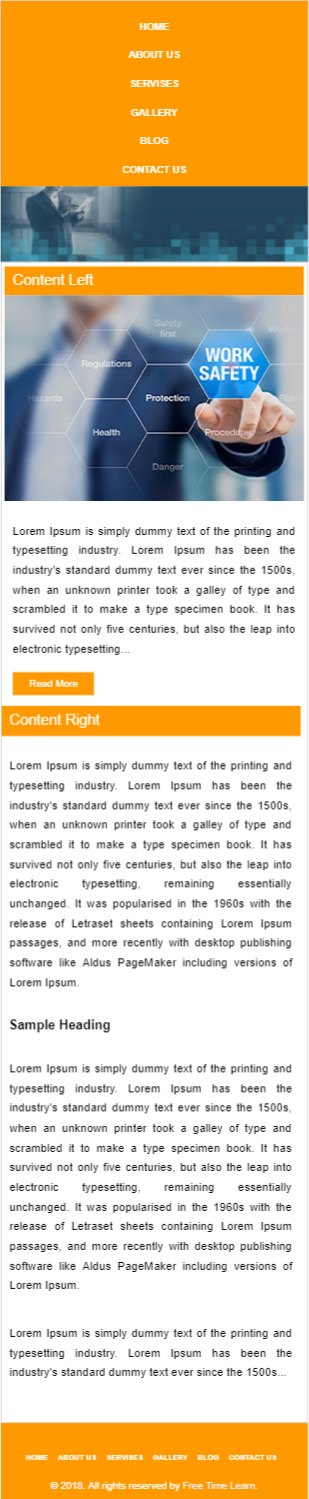 HOME
ABOUT US
SERVISES
GALLERY
BLOG
CONTACT US
Content Left
Safety
first
Regulations
WORK
SAFETY
Hazards
Protection
Health
Procedures
Danger
Lorem Ipsum is simply dummy text of the printing and
typesetting industry. Lorem Ipsum has been the
industry's standard dummy text ever since the 1500s,
when an unknown printer took a galley of type and
scrambled it to make a type specimen book. It has
survived not only five centuries, but also the leap into
electronic typesetting...
Read More
Content Right
Lorem Ipsum is simply dummy text of the printing and
typesetting industry. Lorem Ipsum has been the
industry's standard dummy text ever since the 1500s,
when an unknown printer took a galley of type and
scrambled it to make a type specimen book. It has
survived not only five centuries, but also the leap into
electronic typesetting, remaining essentially
unchanged. It was popularised in the 1960s with the
release of Letraset sheets containing Lorem Ipsum
passages, and more recently with desktop publishing
software like Aldus PageMaker including versions of
Lorem Ipsum.
Sample Heading
Lorem Ipsum is simply dummy text of the printing and
typesetting industry. Lorem Ipsum has been the
industry's standard dummy text ever since the 1500s,
when an unknown printer took a galley of type and
scrambled it to make a type specimen book. It has
survived not only five centuries, but also the leap into
electronic typesetting, remaining essentially
unchanged. It was popularised in the 1960s with the
release of Letraset sheets containing Lorem Ipsum
passages, and more recently with desktop publishing
software like Aldus PageMaker including versions of
Lorem Ipsum.
Lorem Ipsum is simply dummy text of the printing and
typesetting industry. Lorem Ipsum has been the
industry's standard dummy text ever since the 1500s...
HOME ABOUT US SERVISES GALLERY BLOG CONTACT US
© 2018. All rights reserved by Free Time Learn.